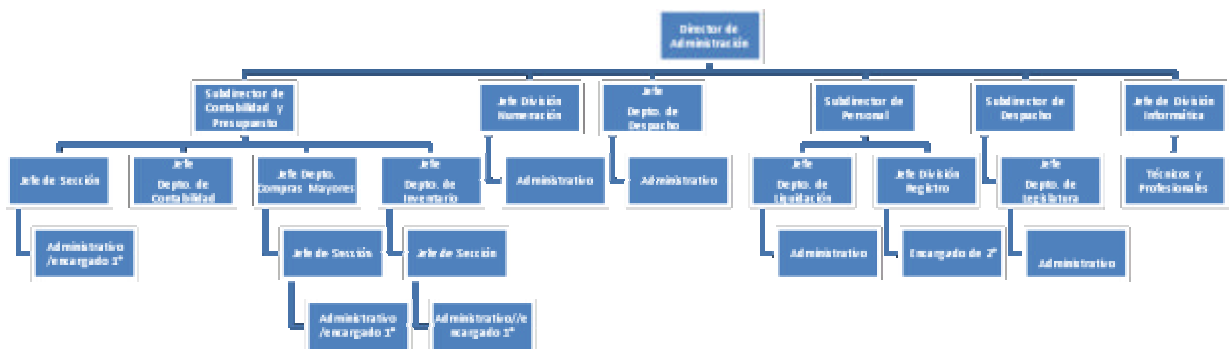 Director de
Administración
Subdirector de
Contabilidad y
Presupuesto
Jefe División
Numeración
Jefe
Depto. de
Despacho
Subdirector de
Personal
Subdirector de
Despacho
Jefe de División
Informática
Jefe de Sección
Jefe
Depto. de
Contabilidad
Jefe Depto.
Compras Mayores
Jefe
Depto. de
Inventario
Administrativo
Administrativo
Jefe
Depto. de
Liquidación
Jefe División
Registro
Jefe
Depto. de
Legislatura
Técnicos y
Profesionales
Administrativo
/encargado 1°
Jefe de Sección
Jefe de Sección
Administrativo
Encargado de 2°
Administrativo
Administrativo
/encargado 1°
Administrativo//e
ncargado 1°